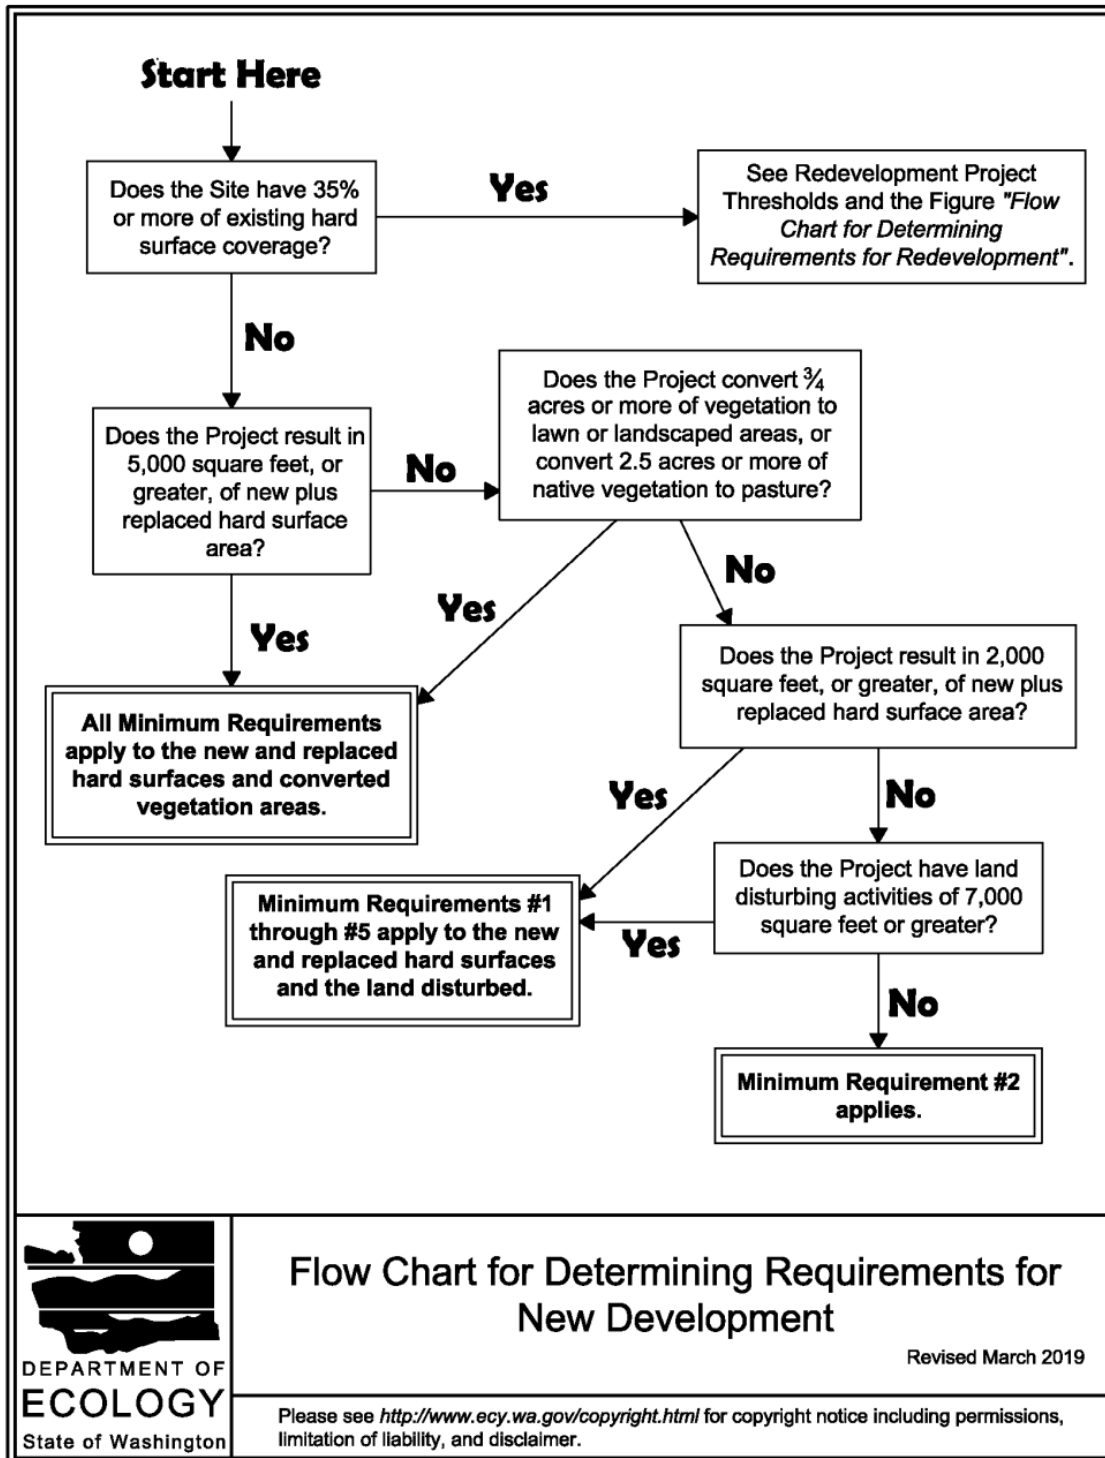 Start Here
Does the Site have 35%
or more of existing hard
surface coverage?
Yes
See Redevelopment Project
Thresholds and the Figure "Flow
Chart for Determining
Requirements for Redevelopment".
No
Does the Project result in
5,000 square feet, or
greater, of new plus
replaced hard surface
area?
No
Does the Project convert ¾
acres or more of vegetation to
lawn or landscaped areas, or
convert 2.5 acres or more of
native vegetation to pasture?
Yes
Yes
No
All Minimum Requirements
apply to the new and replaced
hard surfaces and converted
vegetation areas.
Does the Project result in 2,000
square feet, or greater, of new plus
replaced hard surface area?
Yes
No
Minimum Requirements #1
through #5 apply to the new
and replaced hard surfaces
and the land disturbed.
Yes
Does the Project have land
disturbing activities of 7,000
square feet or greater?
No
Minimum Requirement #2
applies.
DEPARTMENT OF
ECOLOGY
State of Washington
Flow Chart for Determining Requirements for
New Development
Revised March 2019
Please see http://www.ecy.wa.gov/copyright.html for copyright notice including permissions,
limitation of liability, and disclaimer.